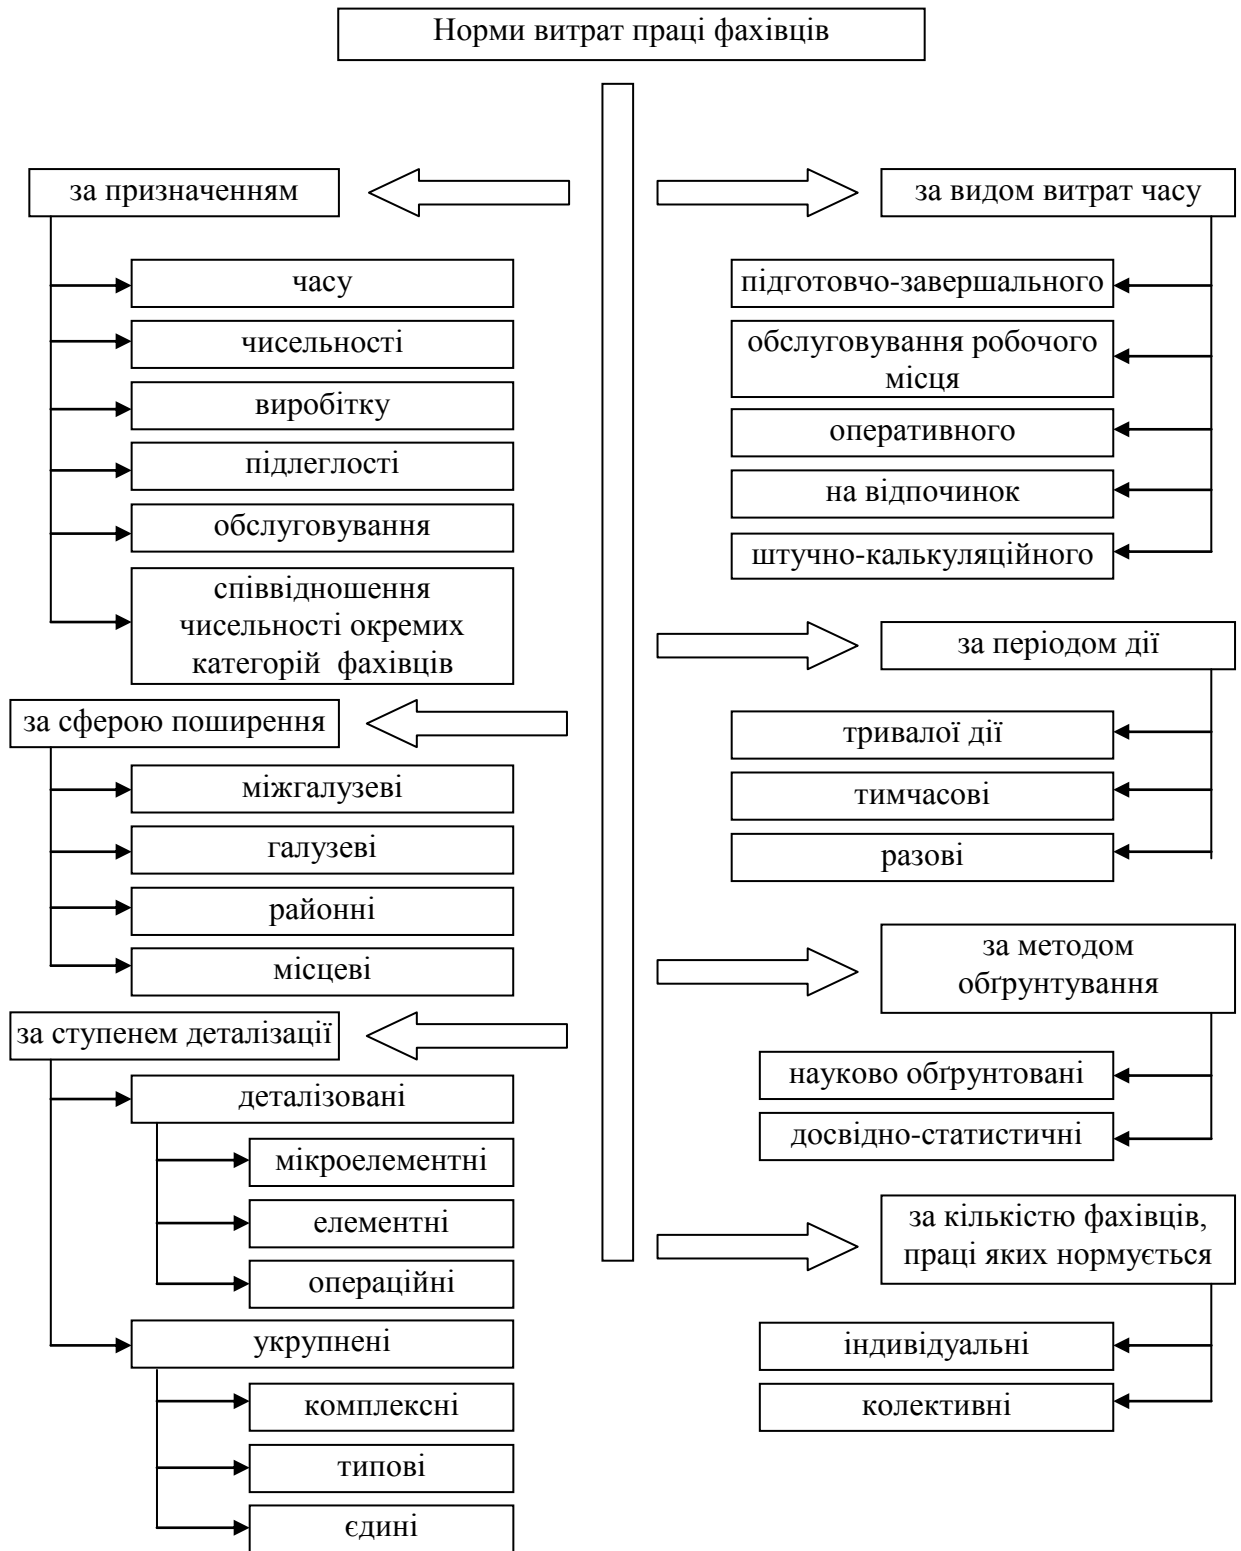 Норми витрат праці фахівців
за призначенням
часу
чисельності
виробітку
підлеглості
обслуговування
співвідношення
чисельності окремих
категорій фахівців
за сферою поширення
міжгалузеві
галузеві
районні
місцеві
за ступенем деталізації
деталізовані
мікроелементні
елементні
операційні
укрупнені
комплексні
типові
єдині
за видом витрат часу
підготовчо-завершального
обслуговування робочого
місця
оперативного
на відпочинок
штучно-калькуляційного
за періодом дії
тривалої дії
тимчасові
разові
за методом
обґрунтування
науково обґрунтовані
досвідно-статистичні
за кількістю фахівців,
праці яких нормується
індивідуальні
колективні